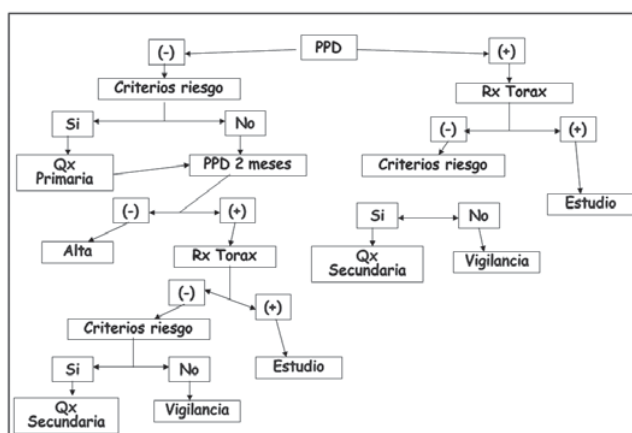 (-)
PPD
(+)
Criterios riesgo
Rx Torax
Si
No
(-)
(+)
Qx
Primaria
PPD 2 meses
Criterios riesgo
(-)
(+)
Si
No
Estudio
Alta
Rx Torax
Qx
Secundaria
Vigilancia
(-)
(+)
Criterios riesgo
Si
No
Estudio
Qx
Secundaria
Vigilancia